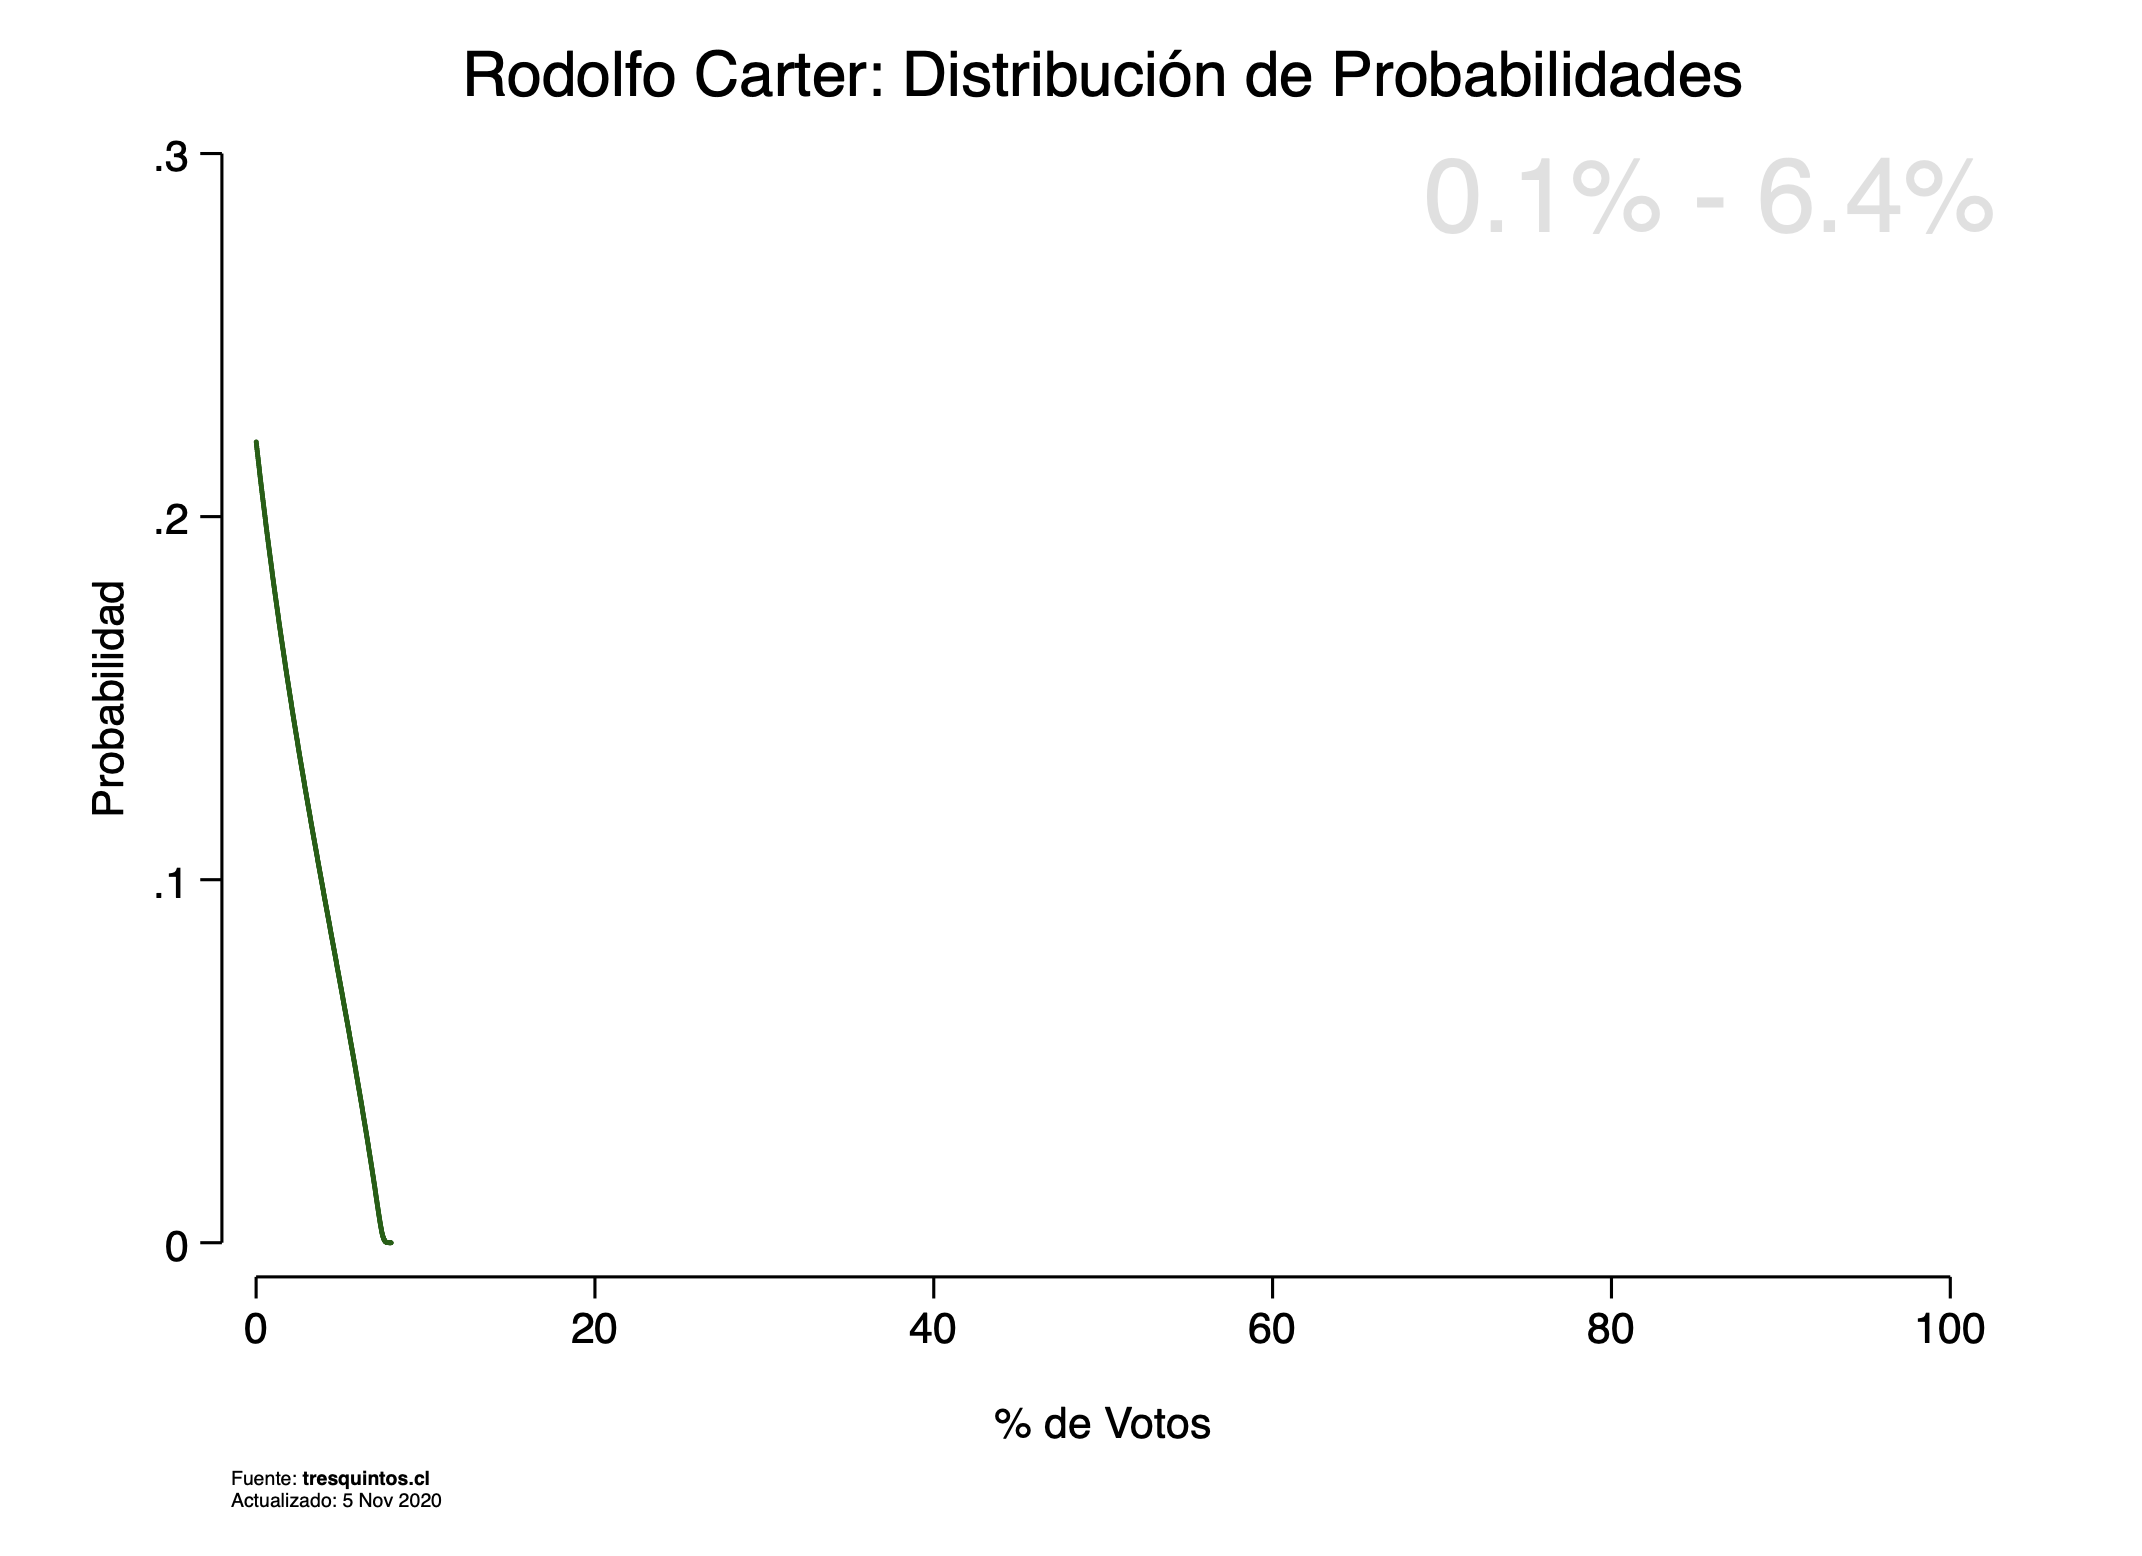 Rodolfo Carter: Distribución de Probabilidades
0.1% - 6.4%
.3
.2
.1
0
Probabilidad
0 20 40 60 80 100
% de Votos
Fuente: tresquintos.cl
Actualizado: 5 Nov 2020